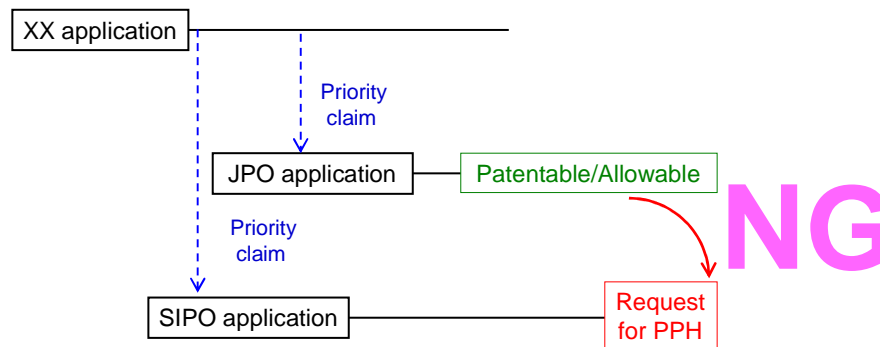 XX application
Priority
claim
JPO application
Patentable/Allowable
NG
Priority
claim
SIPO application
Request
for PPH